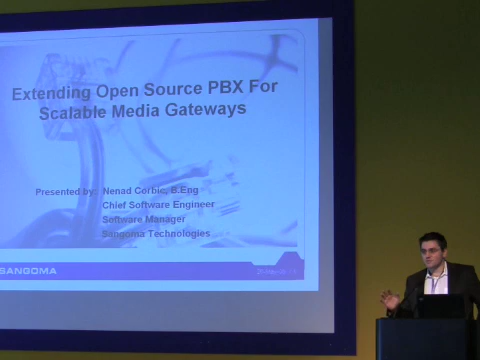 Extending Open Source PBX For
Scalable Media Gateways
Presented by: Nenad Corbic, B.Eng
Chief Software Engineer
Software Manager
Sangoma Technologies
SANGOMA